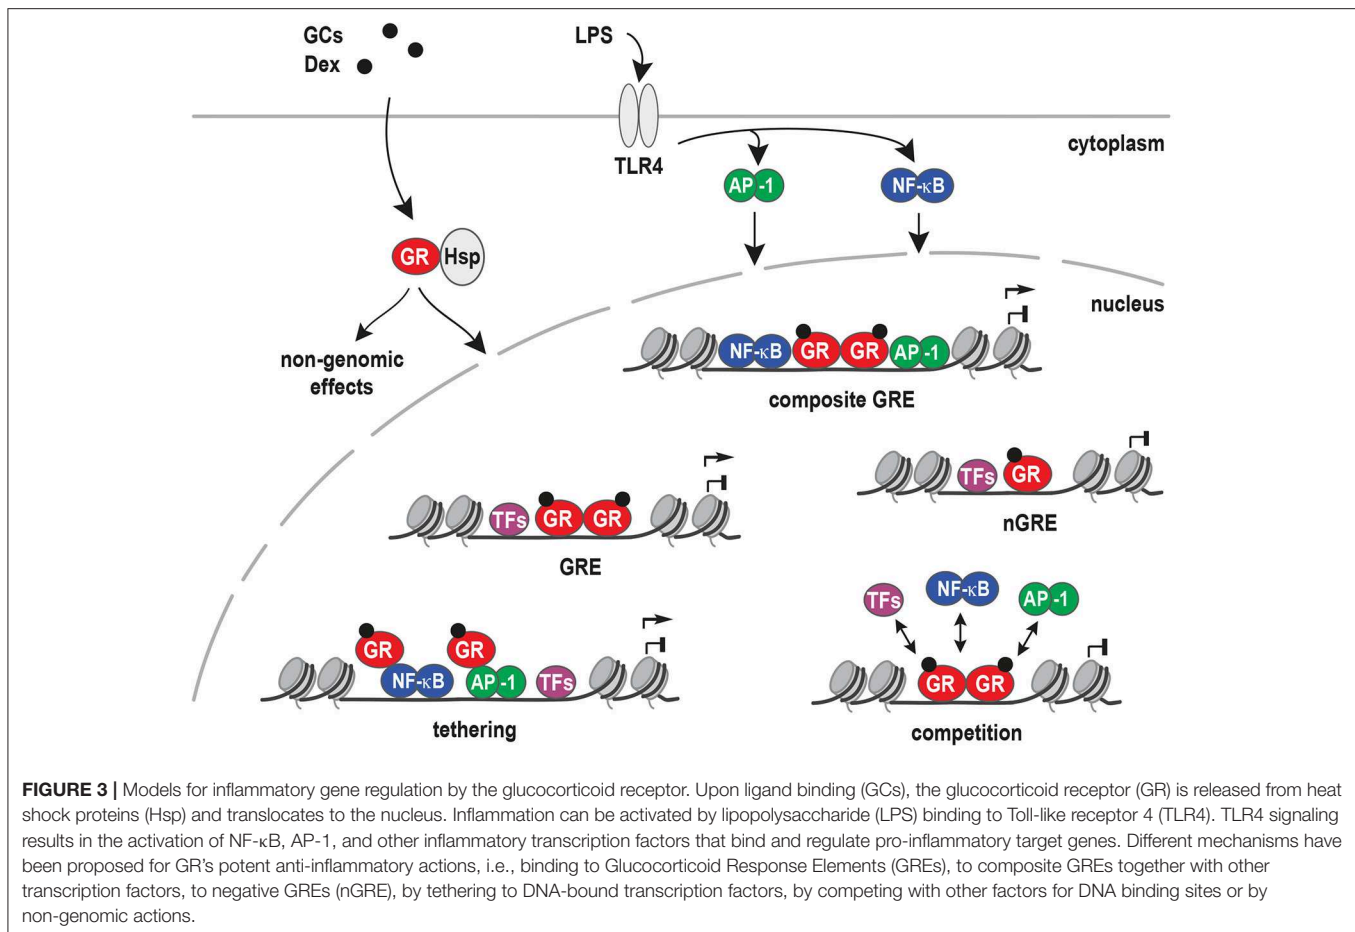 GCs
Dex
LPS
TLR4
cytoplasm
AP-1
NF-κB
GR
Hsp
nucleus
non-genomic
effects
NF-κB GR GR AP-1
composite GRE
TFs GR
nGRE
TFs GR GR
GRE
TFs
NF-κB
AP-1
GR GR
NF-κB AP-1 TFs
tethering
GR GR
competition
FIGURE 3 | Models for inflammatory gene regulation by the glucocorticoid receptor. Upon ligand binding (GCs), the glucocorticoid receptor (GR) is released from heat
shock proteins (Hsp) and translocates to the nucleus. Inflammation can be activated by lipopolysaccharide (LPS) binding to Toll-like receptor 4 (TLR4). TLR4 signaling
results in the activation of NF-κB, AP-1, and other inflammatory transcription factors that bind and regulate pro-inflammatory target genes. Different mechanisms have
been proposed for GR's potent anti-inflammatory actions, i.e., binding to Glucocorticoid Response Elements (GREs), to composite GREs together with other
transcription factors, to negative GREs (nGRE), by tethering to DNA-bound transcription factors, by competing with other factors for DNA binding sites or by
non-genomic actions.